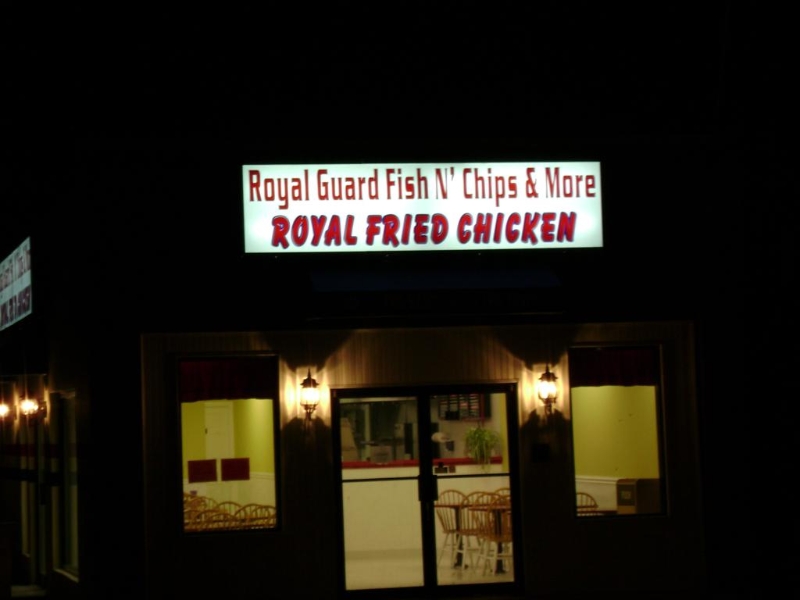 Royal Guard Fish N' Chips & More
ROYAL FRIED CHICKEN